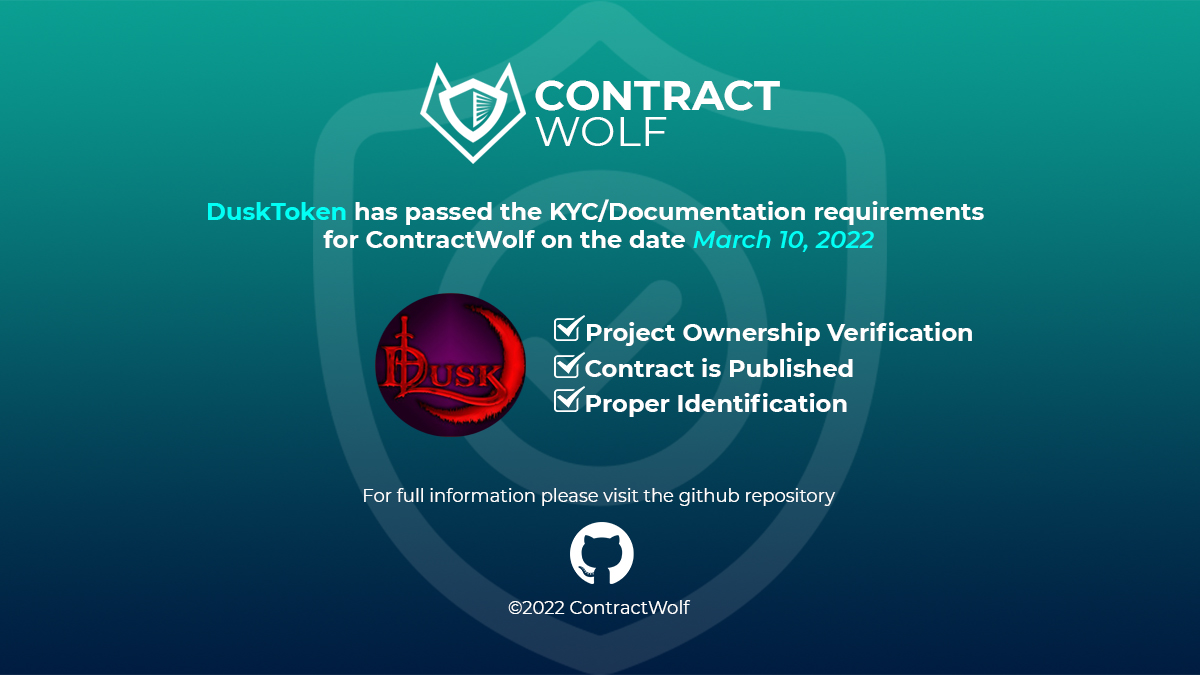 CONTRACT
WOLF
DuskToken has passed the KYC/Documentation requirements
for ContractWolf on the date March 10, 2022
DUSK
Project Ownership Verification
Contract is Published
Proper Identification
For full information please visit the github repository
©2022 ContractWolf